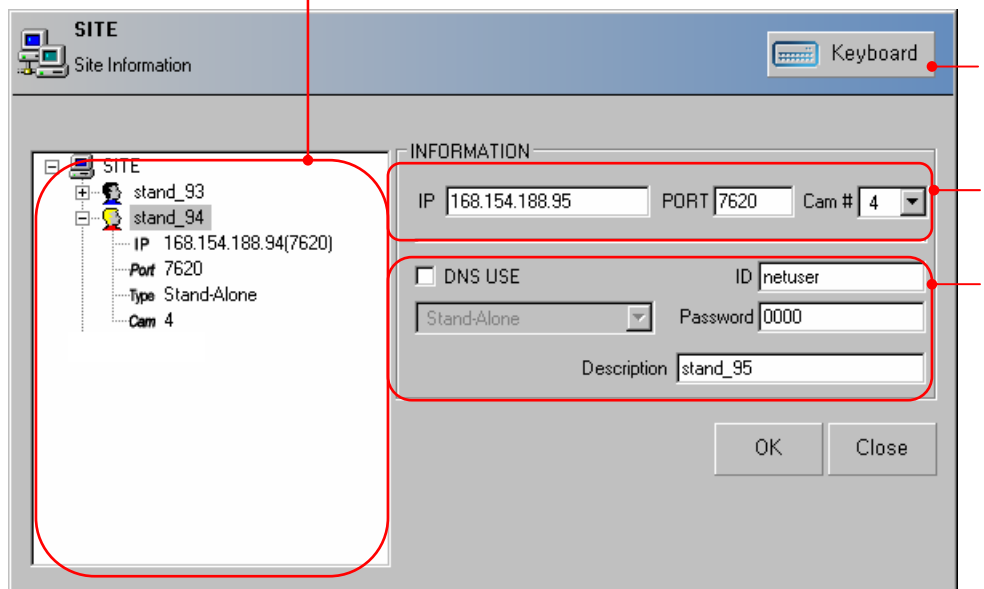 SITE
Site Information
Keyboard
SITE
stand_93
stand_94
IP 168.154.188.94(7620)
Port 7620
Type Stand-Alone
Cam 4
INFORMATION
IP 168.154.188.95 PORT 7620 Cam # 4
DNS USE ID netuser
Stand-Alone Password 0000
Description stand_95
OK Close